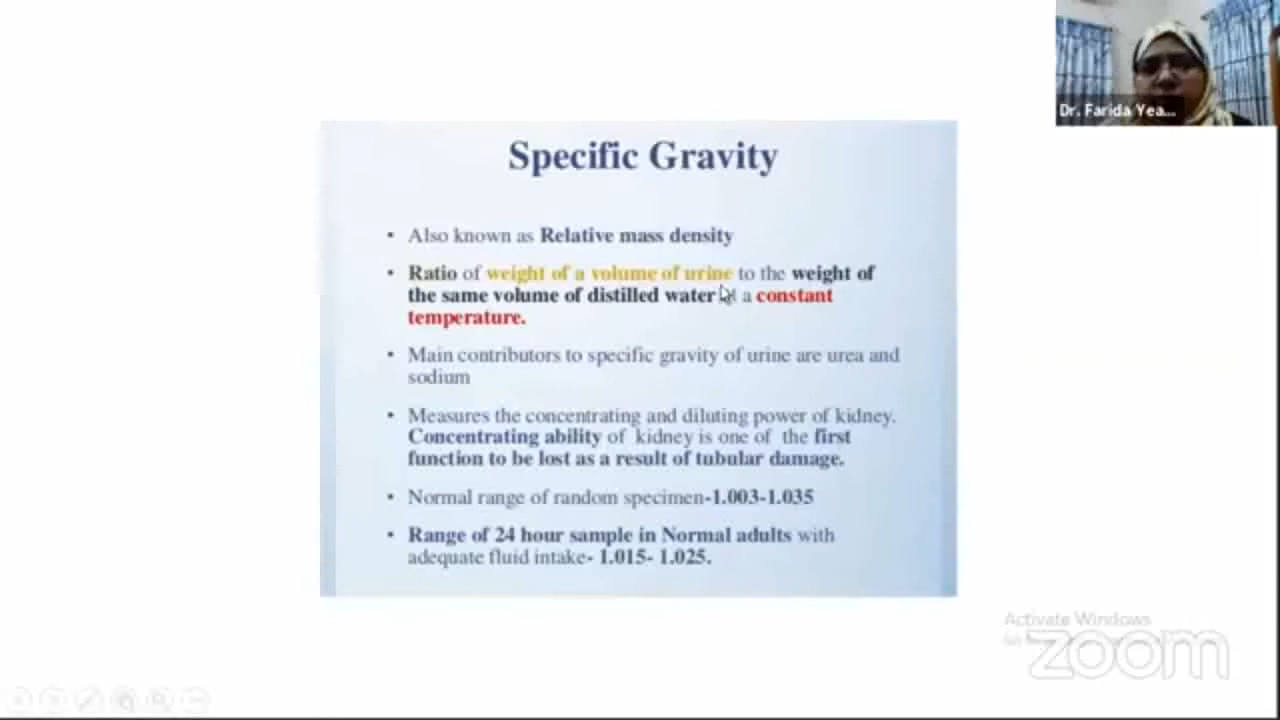 Dr. Farida Yea...
Specific Gravity
• Also known as Relative mass density
• Ratio of weight of a volume of urine to the weight of
the same volume of distilled water a constant
temperature.
• Main contributors to specific gravity of urine are urea and
sodium
• Measures the concentrating and diluting power of kidney.
Concentrating ability of kidney is one of the first
function to be lost as a result of tubular damage.
• Normal range of random specimen-1.003-1.035
• Range of 24 hour sample in Normal adults with
adequate fluid intake- 1.015- 1.025.
Activate Windows
zoom